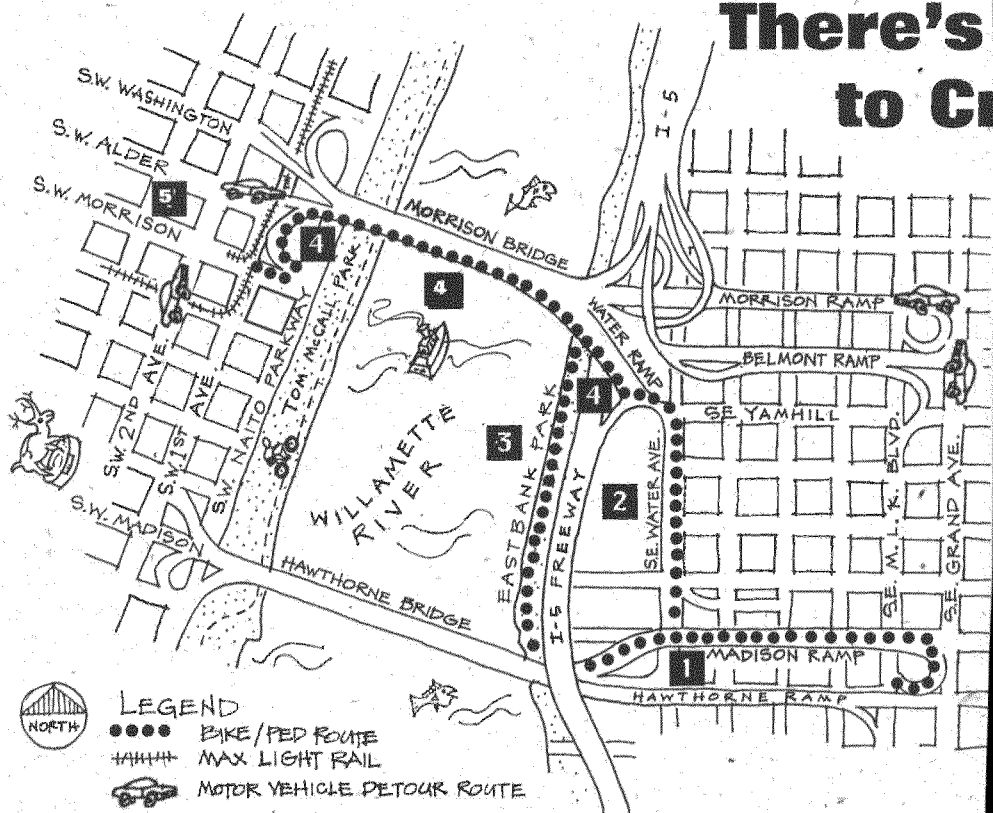 There's
to Cr
I-5
S.W. WASHINGTON
S.W. ALDER
5
S.W. MORRISON
4
MORRISON BRIDGE
4
TOM McCALL PARK
S.W. NAITO PARKWAY
S.W. 2ND AVE.
S.W. 1ST AVE
WATER RAMP
MORRISON RAMP
BELMONT RAMP
4
SE YAMHILL
3
EASTBANK PARK
WILLAMETTE
RIVER
2
I-5 FREEWAY
S.E. WATER AVE.
SE. M.L.K. BLVD.
SE. GRAND AVE.
S.W. MADISON
HAWTHORNE BRIDGE
1
MADISON RAMP
HAWTHORNE RAMP
NORTH
LEGEND
BIKE/PED ROUTE
MAX LIGHT RAIL
MOTOR VEHICLE DETOUR ROUTE